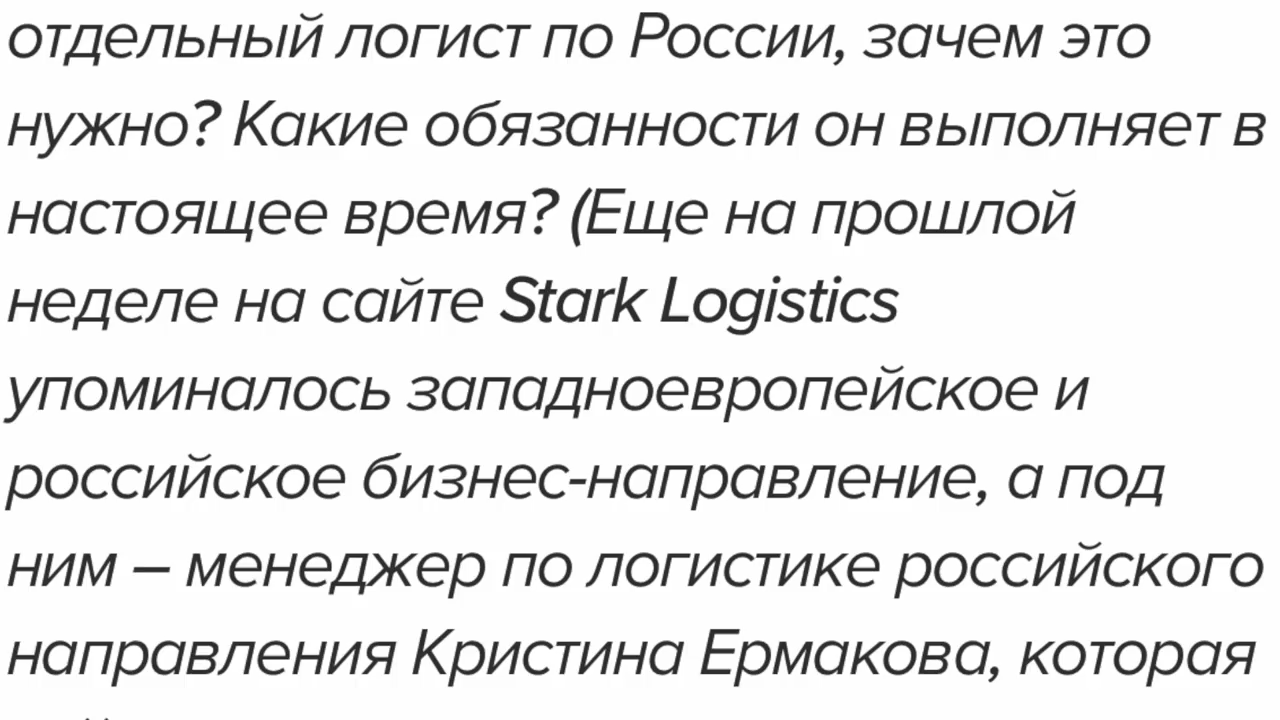 отдельный логист по России, зачем это
нужно? Какие обязанности он выполняет в
настоящее время? (Еще на прошлой
неделе на сайте Stark Logistics
упоминалось западноевропейское и
российское бизнес-направление, а под
ним – менеджер по логистике российского
направления Кристина Ермакова, которая